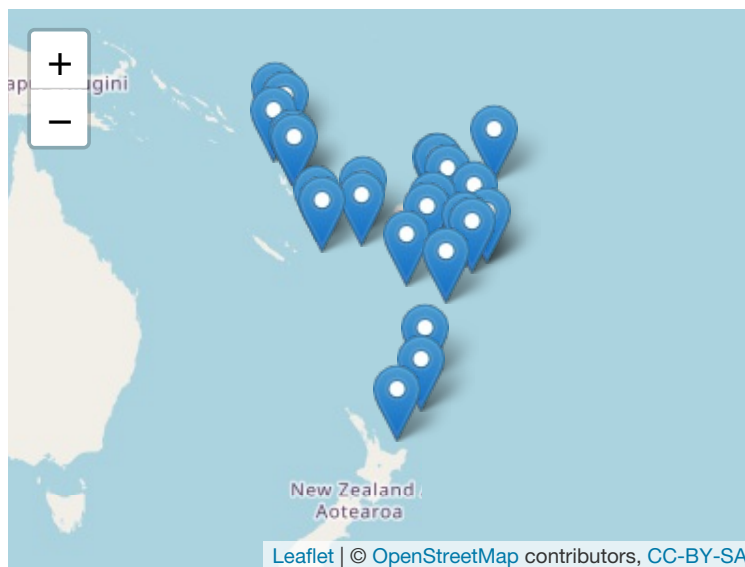 +
−
New Zealand
Aotearoa
Leaflet | © OpenStreetMap contributors, CC-BY-SA